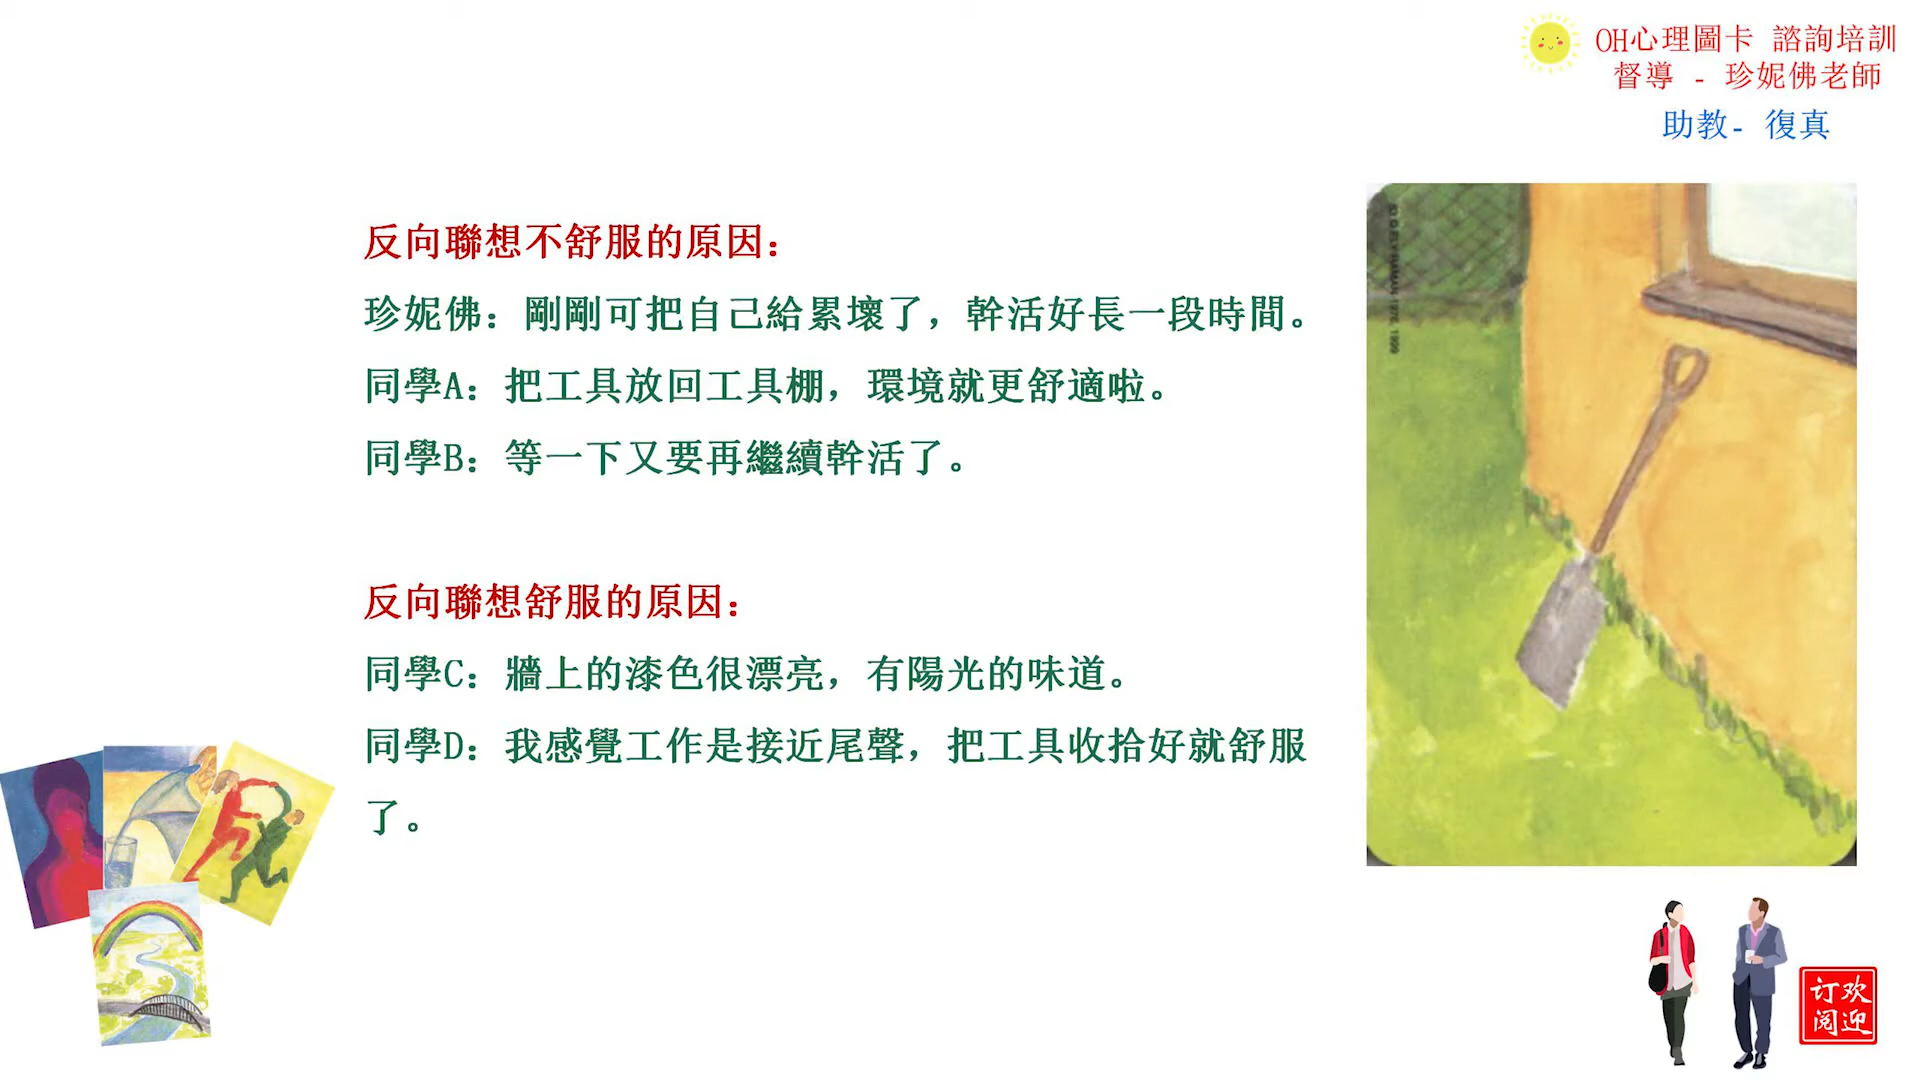 OH心理圖卡 諮詢培訓
督導 - 珍妮佛老師
助教- 復真
反向聯想不舒服的原因：
珍妮佛：剛剛可把自己給累壞了，幹活好長一段時間。
同學A：把工具放回工具棚，環境就更舒適啦。
同學B：等一下又要再繼續幹活了。
反向聯想舒服的原因：
同學C：牆上的漆色很漂亮，有陽光的味道。
同學D：我感覺工作是接近尾聲，把工具收拾好就舒服
了。
欢迎
订阅